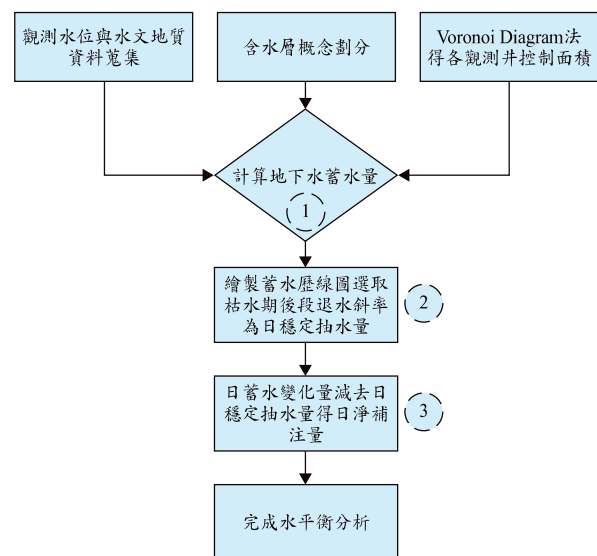 觀測水位與水文地質
資料蒐集
含水層概念劃分
Voronoi Diagram法
得各觀測井控制面積
計算地下水蓄水量
1
繪製蓄水歷線圖選取
枯水期後段退水斜率
為日穩定抽水量
2
日蓄水變化量減去日
穩定抽水量得日淨補
注量
3
完成水平衡分析